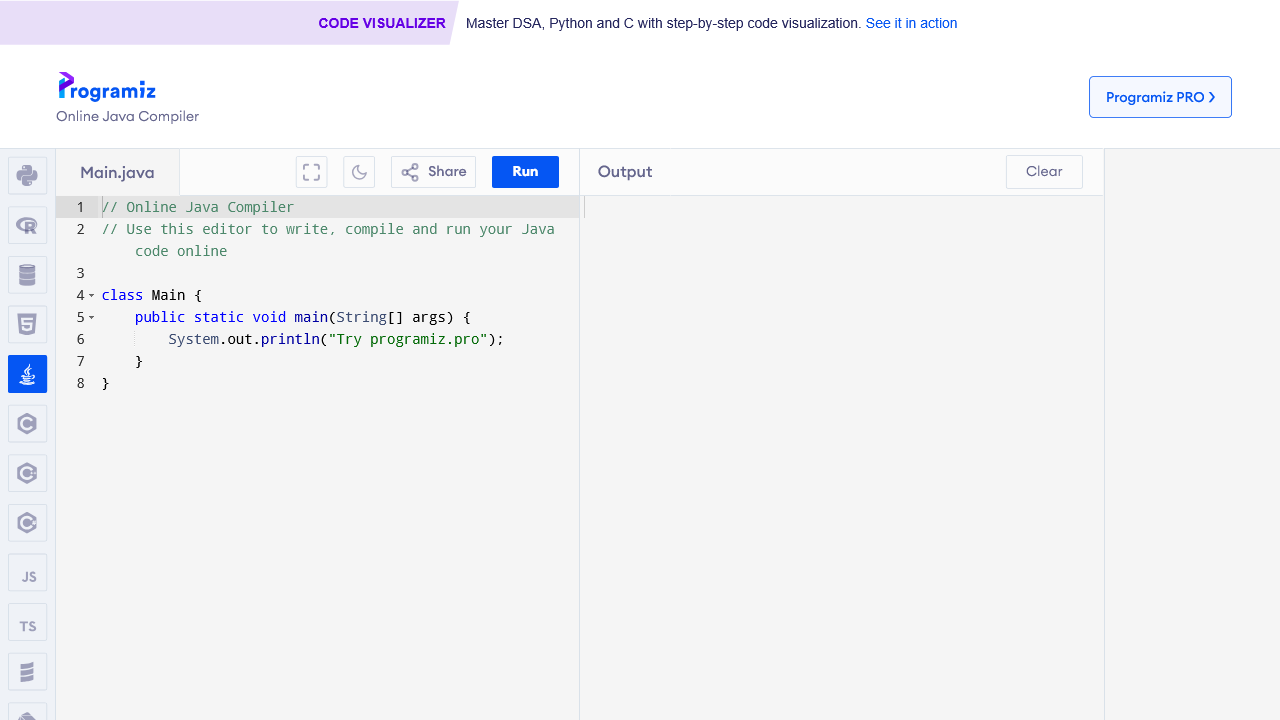 CODE VISUALIZER Master DSA, Python and C with step-by-step code visualization. See it in action
Programiz
Online Java Compiler
Programiz PRO
Main.java
Share
Run
Output
Clear
1 // Online Java Compiler
2 // Use this editor to write, compile and run your Java
code online
3
4 class Main {
5 public static void main(String[] args) {
6 System.out.println("Try programiz.pro");
7 }
8 }
R
5
C
C
C
JS
TS